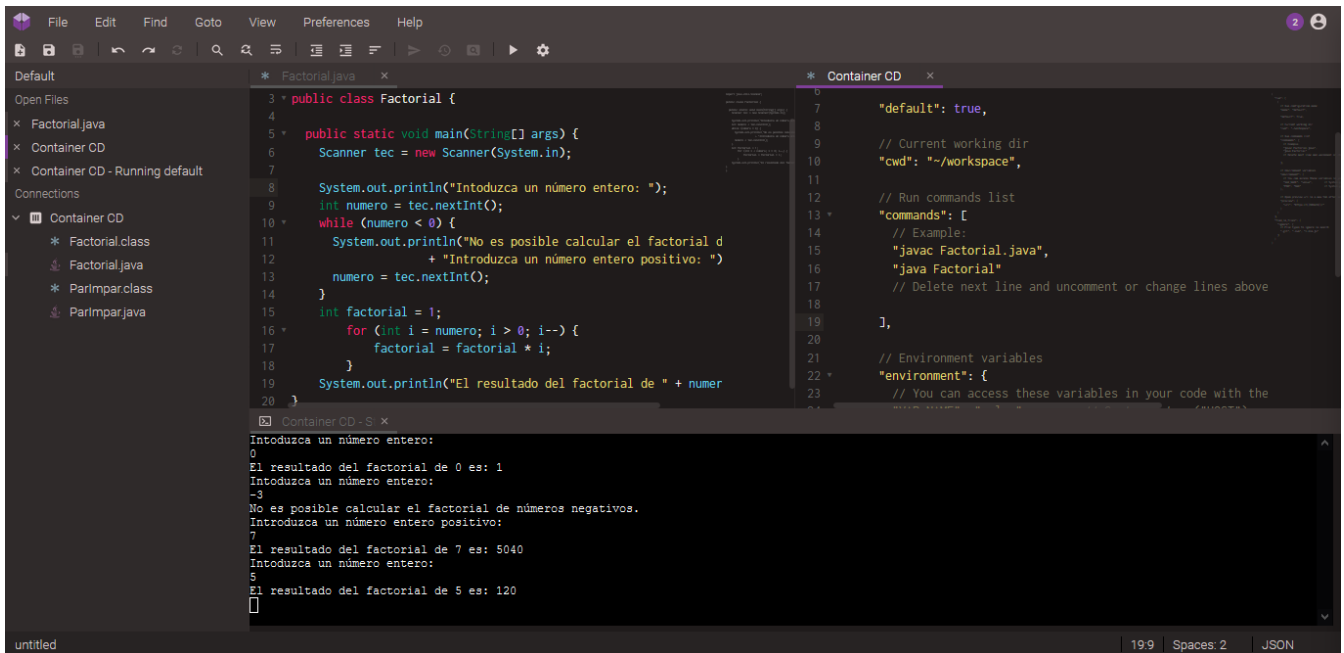 File Edit Find Goto View Preferences Help 2
Default
Open Files
× Factorial.java
× Container CD
× Container CD - Running default
Connections
Container CD
* Factorial.class
Factorial.java
* ParImpar.class
ParImpar.java
* Factorial.java ×
3 public class Factorial {
4
5 public static void main(String[] args) {
6 Scanner tec = new Scanner(System.in);
7
8 System.out.println("Intoduzca un número entero: ");
9 int numero = tec.nextInt();
10 while (numero < 0) {
11 System.out.println("No es posible calcular el factorial d
12 + "Introduzca un número entero positivo: ")
13 numero = tec.nextInt();
14 }
15 int factorial = 1;
16 for (int i = numero; i > 0; i--) {
17 factorial = factorial * i;
18 }
19 System.out.println("El resultado del factorial de " + numer
20 }
* Container CD ×
6
7 "default": true,
8
9 // Current working dir
10 "cwd": "~/workspace",
11
12 // Run commands list
13 "commands": [
14 // Example:
15 "javac Factorial.java",
16 "java Factorial"
17 // Delete next line and uncomment or change lines above
18
19 ],
20
21 // Environment variables
22 "environment": {
23 // You can access these variables in your code with the
Container CD - S ×
Intoduzca un número entero:
0
El resultado del factorial de 0 es: 1
Intoduzca un número entero:
-3
No es posible calcular el factorial de números negativos.
Introduzca un número entero positivo:
7
El resultado del factorial de 7 es: 5040
Intoduzca un número entero:
5
El resultado del factorial de 5 es: 120
untitled 19:9 Spaces: 2 JSON